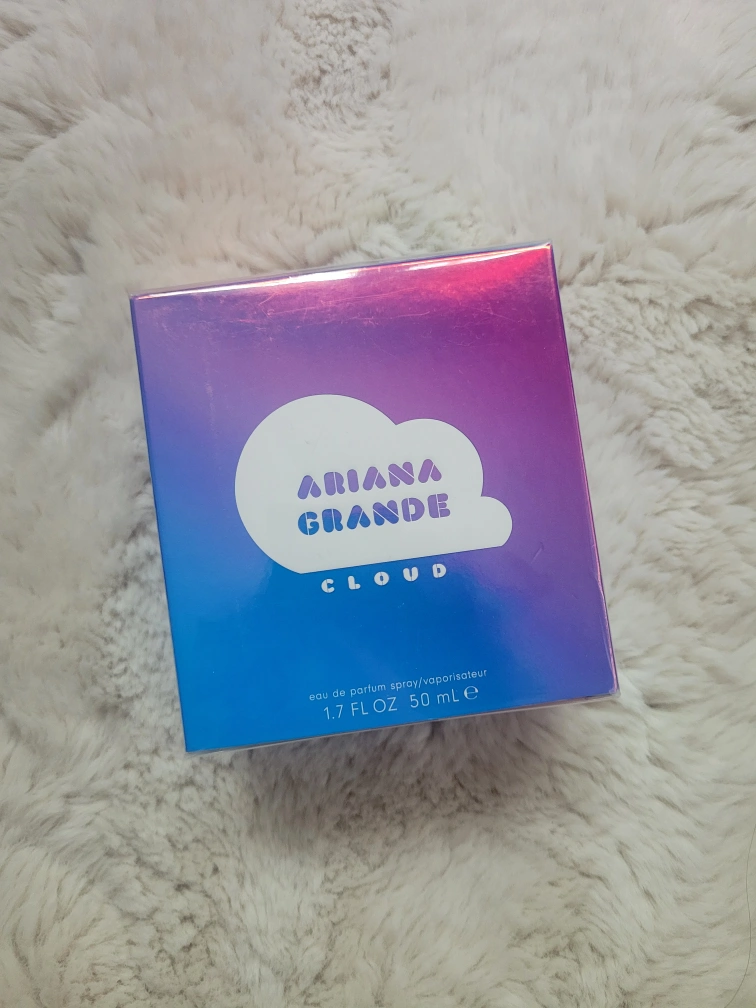 ARIANA
GRANDE
CLOUD
eau de parfum spray/vaporisateur
1.7 FL OZ 50 mL ℮